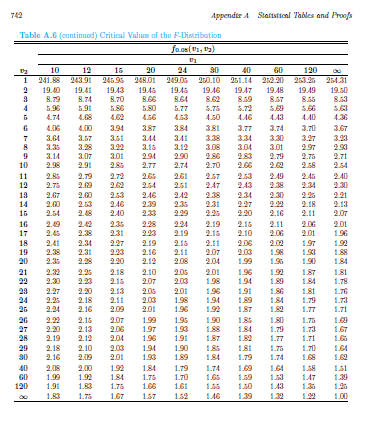 742 Appendix A Statistical Tables and Proofs
Table A.6 (continued) Critical Values of the F-Distribution
f0.05(v1, v2)
v1
v2 10 12 15 20 24 30 40 60 120 ∞
1 241.88 243.91 245.95 248.01 249.05 250.10 251.14 252.20 253.25 254.31
2 19.40 19.41 19.43 19.45 19.45 19.46 19.47 19.48 19.49 19.50
3 8.79 8.74 8.70 8.66 8.64 8.62 8.59 8.57 8.55 8.53
4 5.96 5.91 5.86 5.80 5.77 5.75 5.72 5.69 5.66 5.63
5 4.74 4.68 4.62 4.56 4.53 4.50 4.46 4.43 4.40 4.36
6 4.06 4.00 3.94 3.87 3.84 3.81 3.77 3.74 3.70 3.67
7 3.64 3.57 3.51 3.44 3.41 3.38 3.34 3.30 3.27 3.23
8 3.35 3.28 3.22 3.15 3.12 3.08 3.04 3.01 2.97 2.93
9 3.14 3.07 3.01 2.94 2.90 2.86 2.83 2.79 2.75 2.71
10 2.98 2.91 2.85 2.77 2.74 2.70 2.66 2.62 2.58 2.54
11 2.85 2.79 2.72 2.65 2.61 2.57 2.53 2.49 2.45 2.40
12 2.75 2.69 2.62 2.54 2.51 2.47 2.43 2.38 2.34 2.30
13 2.67 2.60 2.53 2.46 2.42 2.38 2.34 2.30 2.25 2.21
14 2.60 2.53 2.46 2.39 2.35 2.31 2.27 2.22 2.18 2.13
15 2.54 2.48 2.40 2.33 2.29 2.25 2.20 2.16 2.11 2.07
16 2.49 2.42 2.35 2.28 2.24 2.19 2.15 2.11 2.06 2.01
17 2.45 2.38 2.31 2.23 2.19 2.15 2.10 2.06 2.01 1.96
18 2.41 2.34 2.27 2.19 2.15 2.11 2.06 2.02 1.97 1.92
19 2.38 2.31 2.23 2.16 2.11 2.07 2.03 1.98 1.93 1.88
20 2.35 2.28 2.20 2.12 2.08 2.04 1.99 1.95 1.90 1.84
21 2.32 2.25 2.18 2.10 2.05 2.01 1.96 1.92 1.87 1.81
22 2.30 2.23 2.15 2.07 2.03 1.98 1.94 1.89 1.84 1.78
23 2.27 2.20 2.13 2.05 2.01 1.96 1.91 1.86 1.81 1.76
24 2.25 2.18 2.11 2.03 1.98 1.94 1.89 1.84 1.79 1.73
25 2.24 2.16 2.09 2.01 1.96 1.92 1.87 1.82 1.77 1.71
26 2.22 2.15 2.07 1.99 1.95 1.90 1.85 1.80 1.75 1.69
27 2.20 2.13 2.06 1.97 1.93 1.88 1.84 1.79 1.73 1.67
28 2.19 2.12 2.04 1.96 1.91 1.87 1.82 1.77 1.71 1.65
29 2.18 2.10 2.03 1.94 1.90 1.85 1.81 1.75 1.70 1.64
30 2.16 2.09 2.01 1.93 1.89 1.84 1.79 1.74 1.68 1.62
40 2.08 2.00 1.92 1.84 1.79 1.74 1.69 1.64 1.58 1.51
60 1.99 1.92 1.84 1.75 1.70 1.65 1.59 1.53 1.47 1.39
120 1.91 1.83 1.75 1.66 1.61 1.55 1.50 1.43 1.35 1.25
∞ 1.83 1.75 1.67 1.57 1.52 1.46 1.39 1.32 1.22 1.00